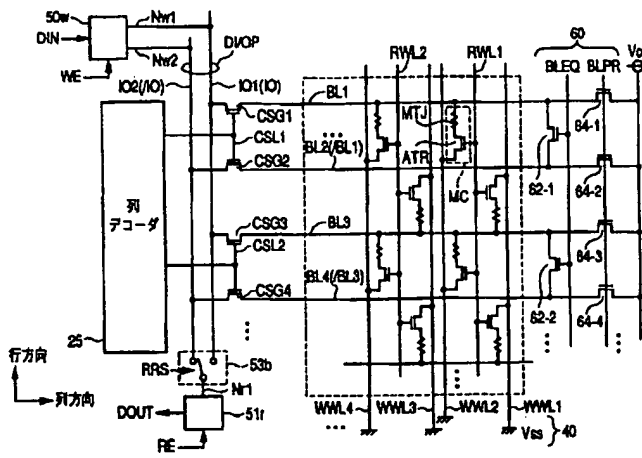 50w
Nw1
DIN
Nw2
DI/OP
WE
IO2(/IO)
IO1(IO)
CSG1
CSL1
CSG2
CSG3
CSL2
CSG4
列
デコーダ
25
行方向
列方向
RRS
53b
Nr1
DOUT
51r
RE
RWL2
RWL1
BL1
MTJ
ATR
MC
BL2(/BL1)
BL3
BL4(/BL3)
60
BLEQ
BLPR
62-1
62-2
64-1
64-2
64-3
64-4
WWL4
WWL3
WWL2
WWL1
Vss
40